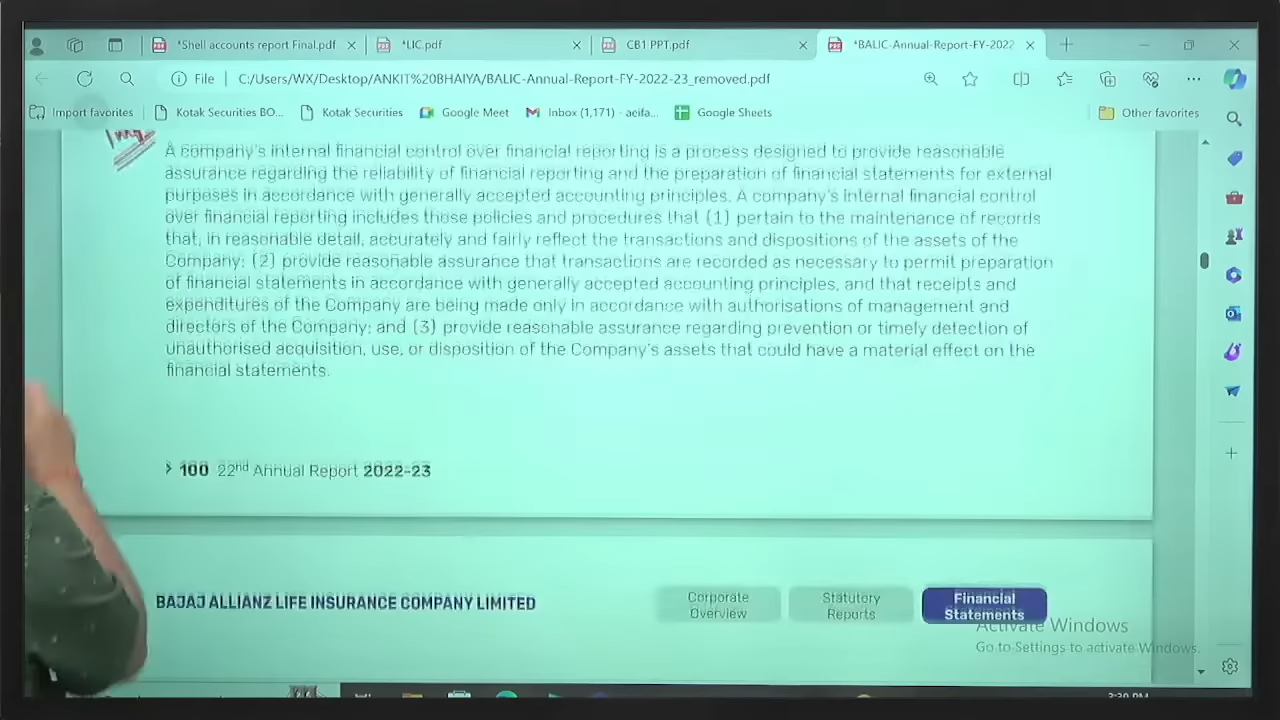 *Shell accounts report Final.pdf
*LIC.pdf
CB1 PPT.pdf
*BALIC-Annual-Report-FY-2022
File
C:/Users/WX/Desktop/ANKIT%20BHAIYA/BALIC-Annual-Report-FY-2022-23_removed.pdf
Import favorites
Kotak Securities BO...
Kotak Securities
Google Meet
Inbox (1,171) - aeifa...
Google Sheets
Other favorites
A company's internal financial control over financial reporting is a process designed to provide reasonable
assurance regarding the reliability of financial reporting and the preparation of financial statements for external
purposes in accordance with generally accepted accounting principles. A company's internal financial control
over financial reporting includes those policies and procedures that (1) pertain to the maintenance of records
that, in reasonable detail, accurately and fairly reflect the transactions and dispositions of the assets of the
Company; (2) provide reasonable assurance that transactions are recorded as necessary to permit preparation
of financial statements in accordance with generally accepted accounting principles, and that receipts and
expenditures of the Company are being made only in accordance with authorisations of management and
directors of the Company; and (3) provide reasonable assurance regarding prevention or timely detection of
unauthorised acquisition, use, or disposition of the Company's assets that could have a material effect on the
financial statements.
100 22nd Annual Report 2022-23
BAJAJ ALLIANZ LIFE INSURANCE COMPANY LIMITED
Corporate
Overview
Statutory
Reports
Financial
Statements
Activate Windows
Go to Settings to activate Windows.
3:30 PM